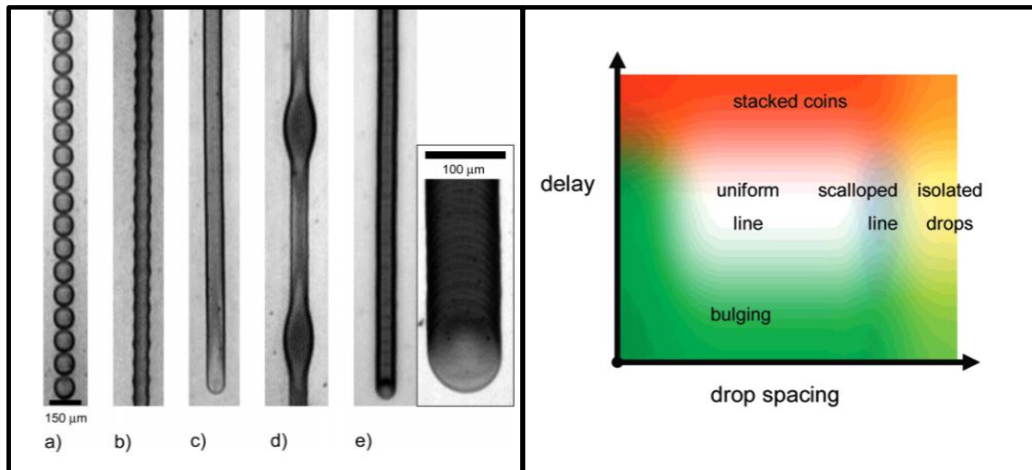 100 μm
150 μm
a) b) c) d) e)
stacked coins
delay
uniform scalloped isolated
line line drops
bulging
drop spacing